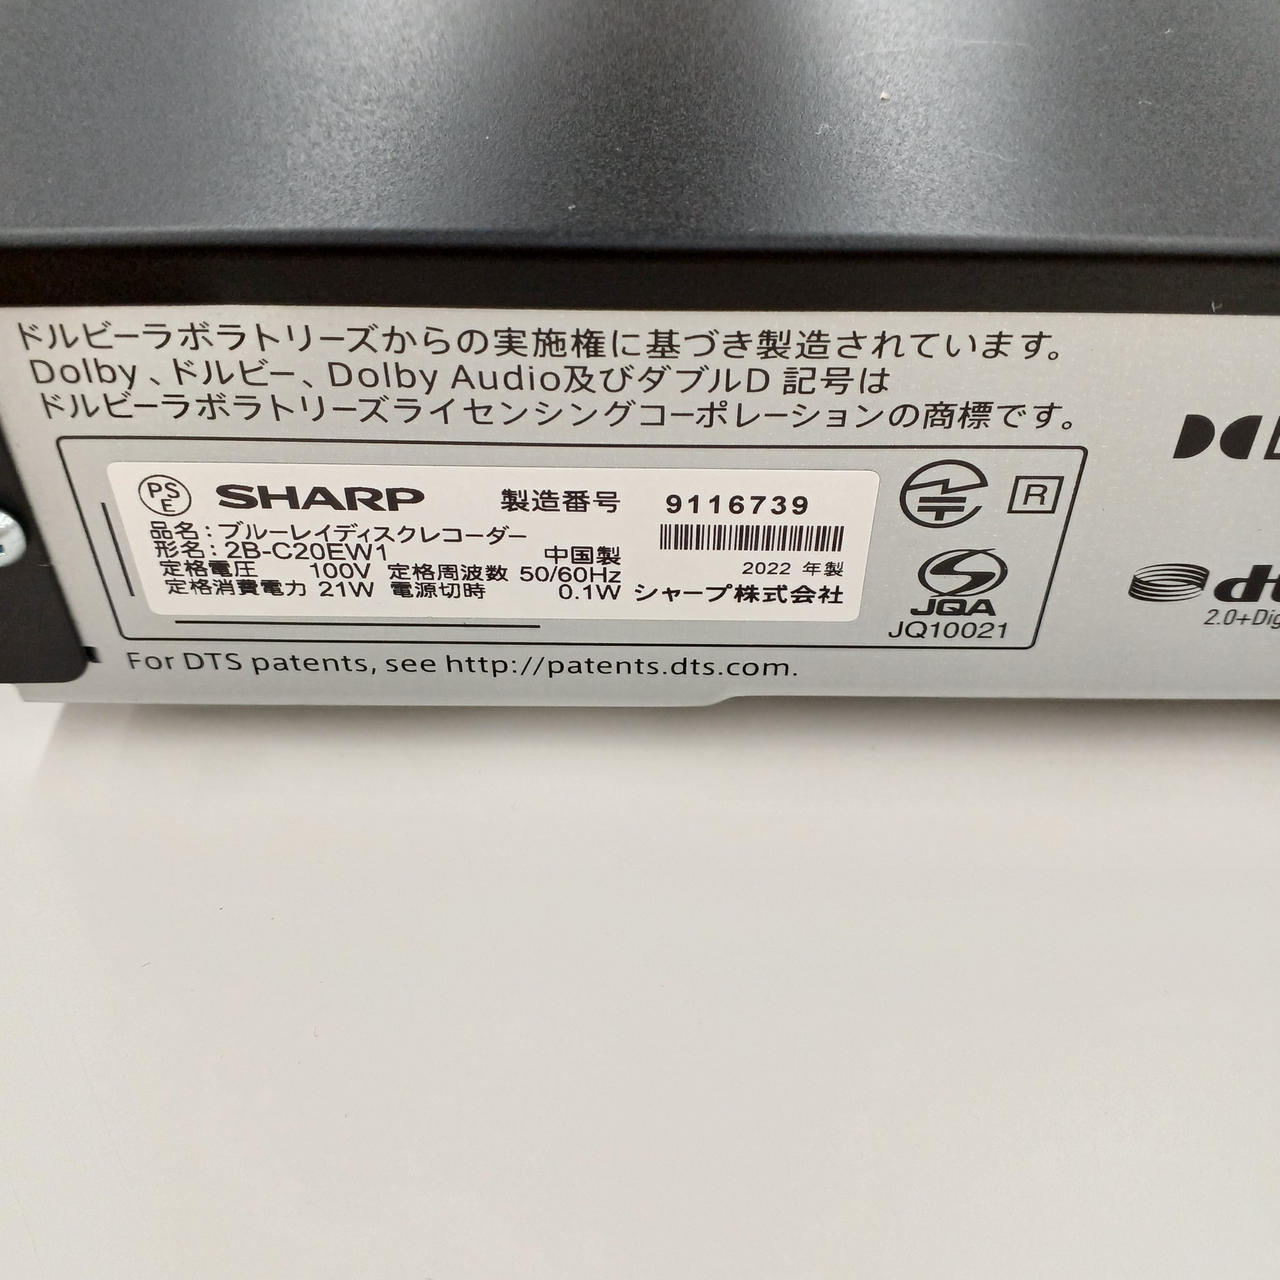 ドルビーラボラトリーズからの実施権に基づき製造されています。
Dolby、ドルビー、Dolby Audio及びダブルD 記号は
ドルビーラボラトリーズライセンシングコーポレーションの商標です。
PS
E
SHARP 製造番号 9116739
品名：ブルーレイディスクレコーダー
形名：2B-C20EW1 中国製
定格電圧 100V 定格周波数 50/60Hz 2022 年製
定格消費電力 21W 電源切時 0.1W シャープ株式会社
R
JQA
JQ10021
For DTS patents, see http://patents.dts.com.
2.0+Dig